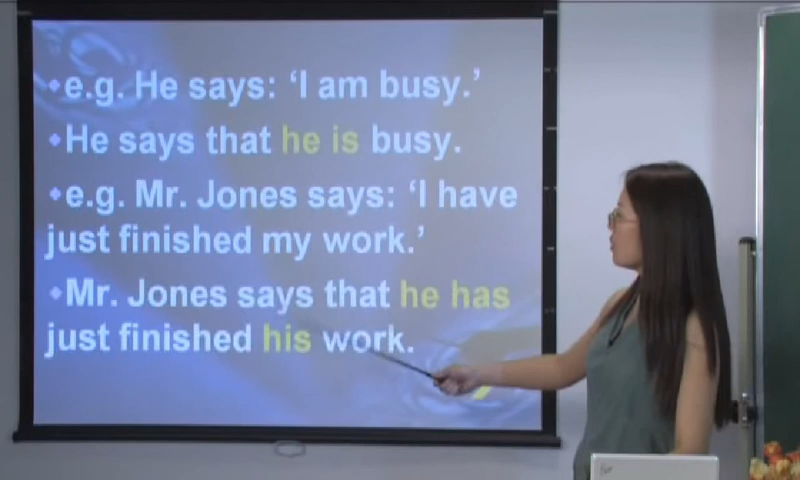 •e.g. He says: ‘I am busy.’
•He says that he is busy.
•e.g. Mr. Jones says: ‘I have
just finished my work.’
•Mr. Jones says that he has
just finished his work.